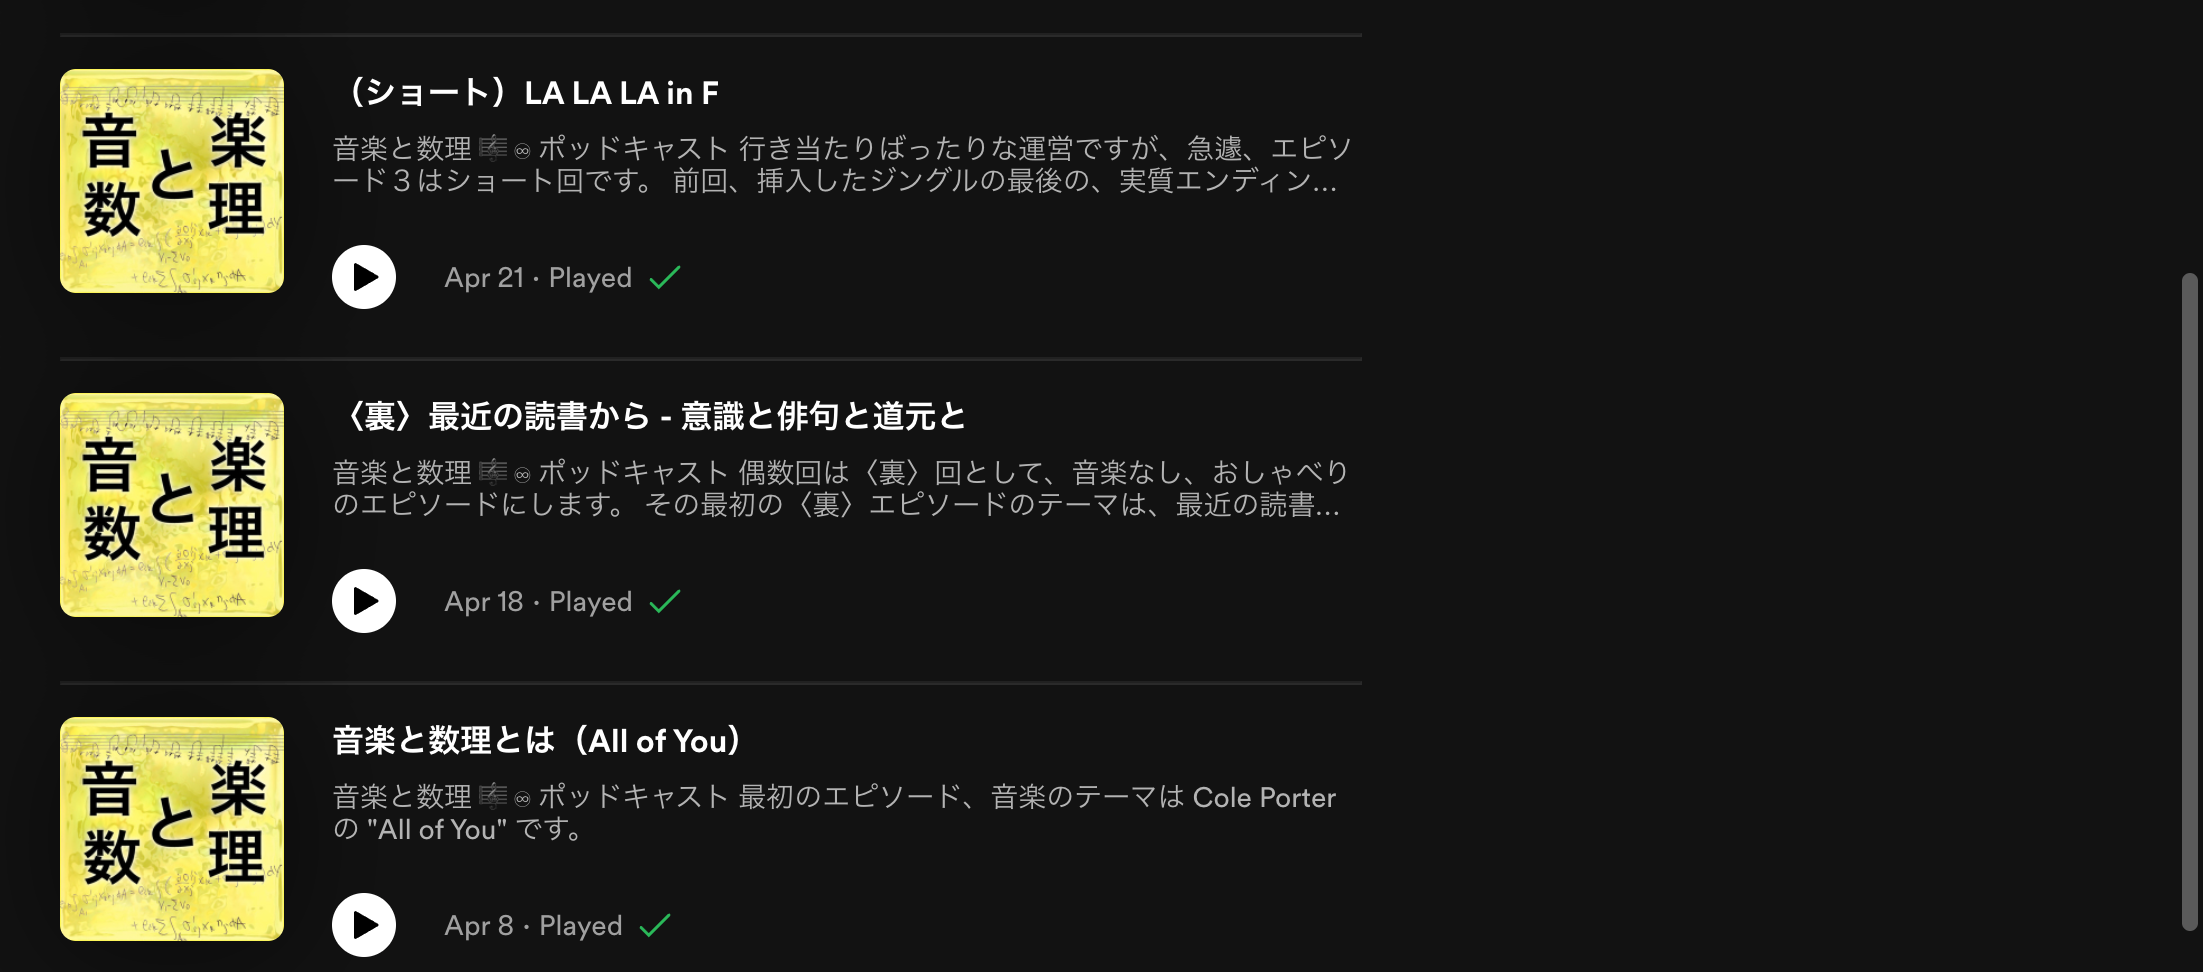 音楽と数理
（ショート）LA LA LA in F
音楽と数理 🎼 ♾ ポッドキャスト 行き当たりばったりな運営ですが、急遽、エピソ
ード３はショート回です。 前回、挿入したジングルの最後の、実質エンディン...
Apr 21 · Played
音楽と数理
〈裏〉最近の読書から - 意識と俳句と道元と
音楽と数理 🎼 ♾ ポッドキャスト 偶数回は〈裏〉回として、音楽なし、おしゃべり
のエピソードにします。 その最初の〈裏〉エピソードのテーマは、最近の読書...
Apr 18 · Played
音楽と数理
音楽と数理とは（All of You）
音楽と数理 🎼 ♾ ポッドキャスト 最初のエピソード、音楽のテーマは Cole Porter
の "All of You" です。
Apr 8 · Played